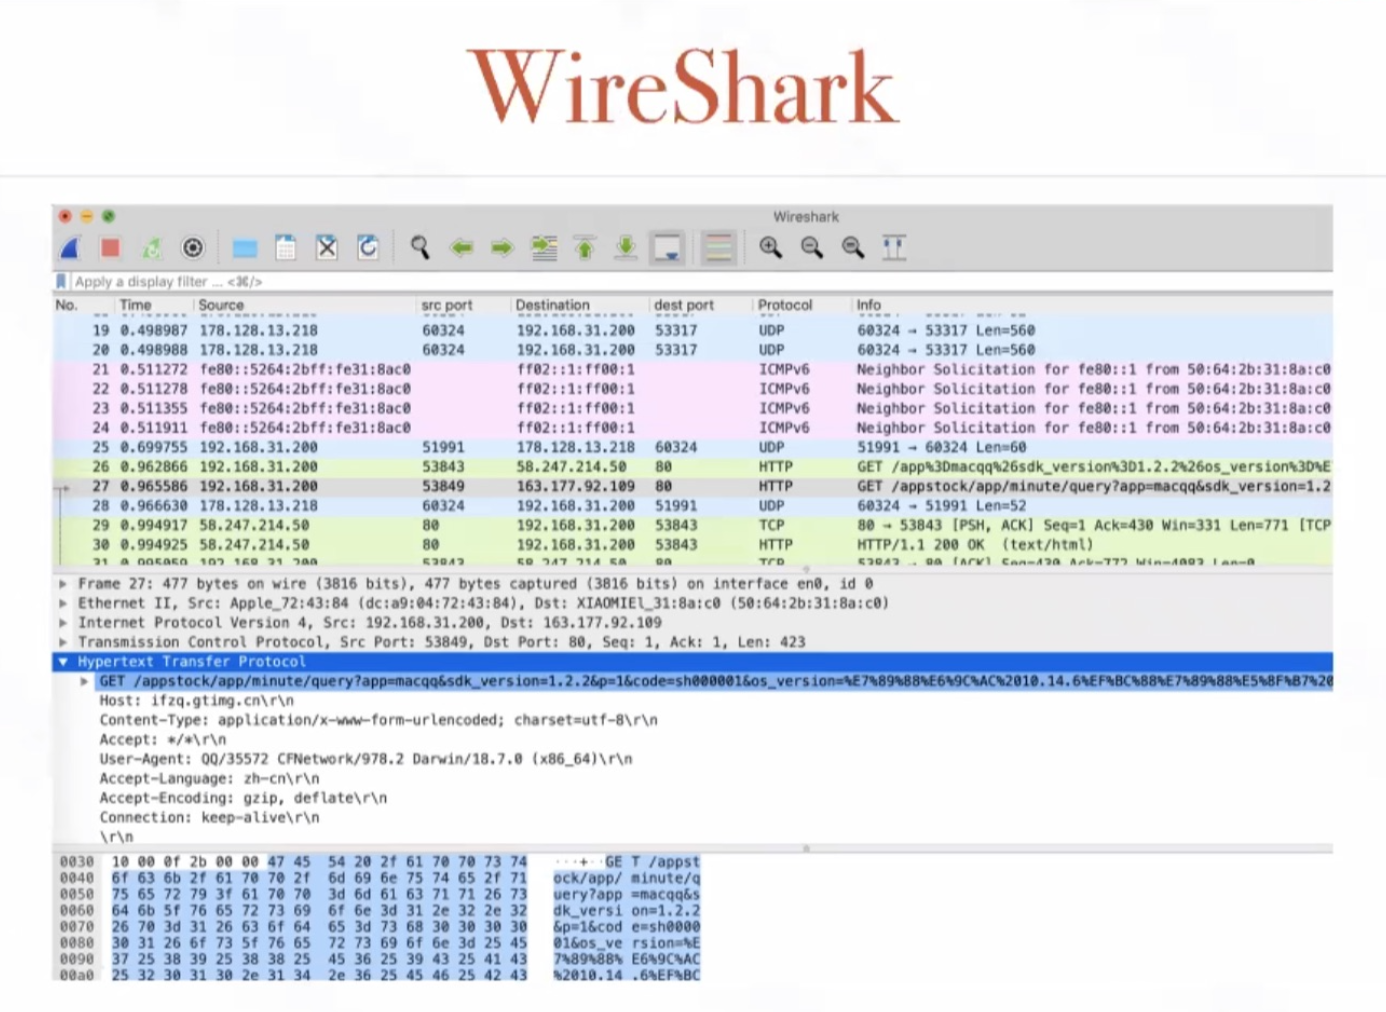 WireShark
Wireshark
Apply a display filter ... <⌘/>
No. Time Source src port Destination dest port Protocol Info
19 0.498987 178.128.13.218 60324 192.168.31.200 53317 UDP 60324 → 53317 Len=560
20 0.498988 178.128.13.218 60324 192.168.31.200 53317 UDP 60324 → 53317 Len=560
21 0.511272 fe80::5264:2bff:fe31:8ac0 ff02::1:ff00:1 ICMPv6 Neighbor Solicitation for fe80::1 from 50:64:2b:31:8a:c0
22 0.511278 fe80::5264:2bff:fe31:8ac0 ff02::1:ff00:1 ICMPv6 Neighbor Solicitation for fe80::1 from 50:64:2b:31:8a:c0
23 0.511355 fe80::5264:2bff:fe31:8ac0 ff02::1:ff00:1 ICMPv6 Neighbor Solicitation for fe80::1 from 50:64:2b:31:8a:c0
24 0.511911 fe80::5264:2bff:fe31:8ac0 ff02::1:ff00:1 ICMPv6 Neighbor Solicitation for fe80::1 from 50:64:2b:31:8a:c0
25 0.699755 192.168.31.200 51991 178.128.13.218 60324 UDP 51991 → 60324 Len=60
26 0.962866 192.168.31.200 53843 58.247.214.50 80 HTTP GET /app%3Dmacqq%26sdk_version%3D1.2.2%26os_version%3D%E
27 0.965586 192.168.31.200 53849 163.177.92.109 80 HTTP GET /appstock/app/minute/query?app=macqq&sdk_version=1.2
28 0.966630 178.128.13.218 60324 192.168.31.200 51991 UDP 60324 → 51991 Len=52
29 0.994917 58.247.214.50 80 192.168.31.200 53843 TCP 80 → 53843 [PSH, ACK] Seq=1 Ack=430 Win=331 Len=771 [TCP
30 0.994925 58.247.214.50 80 192.168.31.200 53843 HTTP HTTP/1.1 200 OK (text/html)
Frame 27: 477 bytes on wire (3816 bits), 477 bytes captured (3816 bits) on interface en0, id 0
Ethernet II, Src: Apple_72:43:84 (dc:a9:04:72:43:84), Dst: XIAOMIEl_31:8a:c0 (50:64:2b:31:8a:c0)
Internet Protocol Version 4, Src: 192.168.31.200, Dst: 163.177.92.109
Transmission Control Protocol, Src Port: 53849, Dst Port: 80, Seq: 1, Ack: 1, Len: 423
Hypertext Transfer Protocol
GET /appstock/app/minute/query?app=macqq&sdk_version=1.2.2&p=1&code=sh000001&os_version=%E7%89%88%E6%9C%AC%2010.14.6%EF%BC%88%E7%89%88%E5%8F%B7%20
Host: ifzq.gtimg.cn\r\n
Content-Type: application/x-www-form-urlencoded; charset=utf-8\r\n
Accept: */*\r\n
User-Agent: QQ/35572 CFNetwork/978.2 Darwin/18.7.0 (x86_64)\r\n
Accept-Language: zh-cn\r\n
Accept-Encoding: gzip, deflate\r\n
Connection: keep-alive\r\n
\r\n
0030 10 00 0f 2b 00 00 47 45 54 20 2f 61 70 70 73 74 ···+··GE T /appst
0040 6f 63 6b 2f 61 70 70 2f 6d 69 6e 75 74 65 2f 71 ock/app/ minute/q
0050 75 65 72 79 3f 61 70 70 3d 6d 61 63 71 71 26 73 uery?app =macqq&s
0060 64 6b 5f 76 65 72 73 69 6f 6e 3d 31 2e 32 2e 32 dk_versi on=1.2.2
0070 26 70 3d 31 26 63 6f 64 65 3d 73 68 30 30 30 30 &p=1&cod e=sh0000
0080 30 31 26 6f 73 5f 76 65 72 73 69 6f 6e 3d 25 45 01&os_ve rsion=%E
0090 37 25 38 39 25 38 38 25 45 36 25 39 43 25 41 43 7%89%88% E6%9C%AC
00a0 25 32 30 31 30 2e 31 34 2e 36 25 45 46 25 42 43 %2010.14 .6%EF%BC